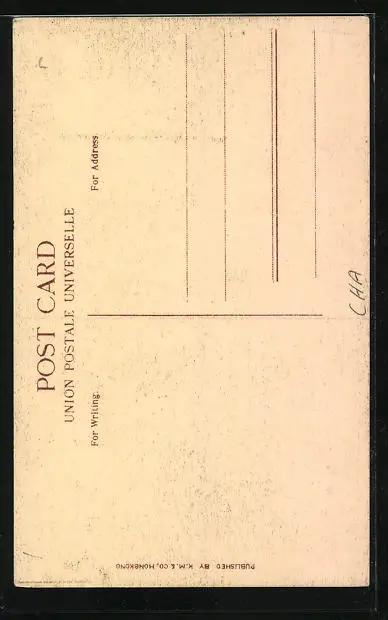 POST CARD
UNION POSTALE UNIVERSELLE
For Writing.
For Address.
PUBLISHED BY K. M. & CO., HONGKONG
CHA